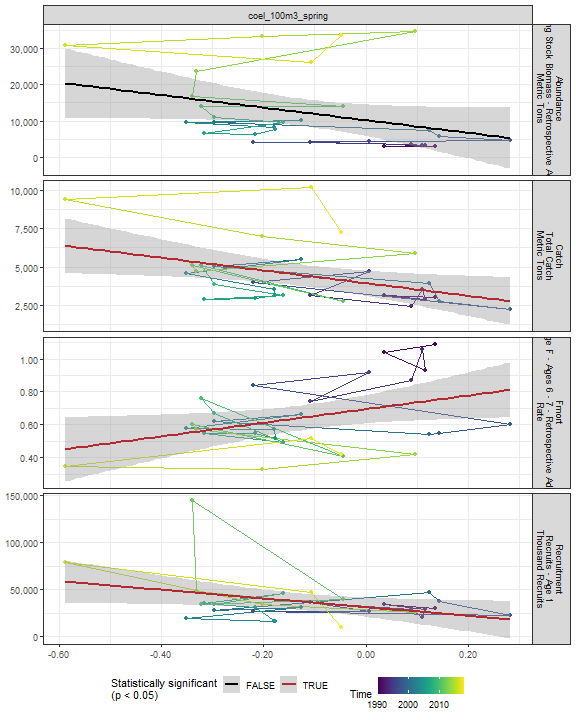 coel_100m3_spring
30,000
20,000
10,000
0
Abundance
ng Stock Biomass - Retrospective A
Metric Tons
10,000
7,500
5,000
2,500
Catch
Total Catch
Metric Tons
1.00
0.80
0.60
0.40
Fmort
e F - Ages 6 - 7 - Retrospective Ad
Rate
150,000
100,000
50,000
0
Recruitment
Recruits - Age 1
Thousand Recruits
-0.60 -0.40 -0.20 0.00 0.20
Statistically significant
(p < 0.05)
FALSE TRUE
Time
1990 2000 2010